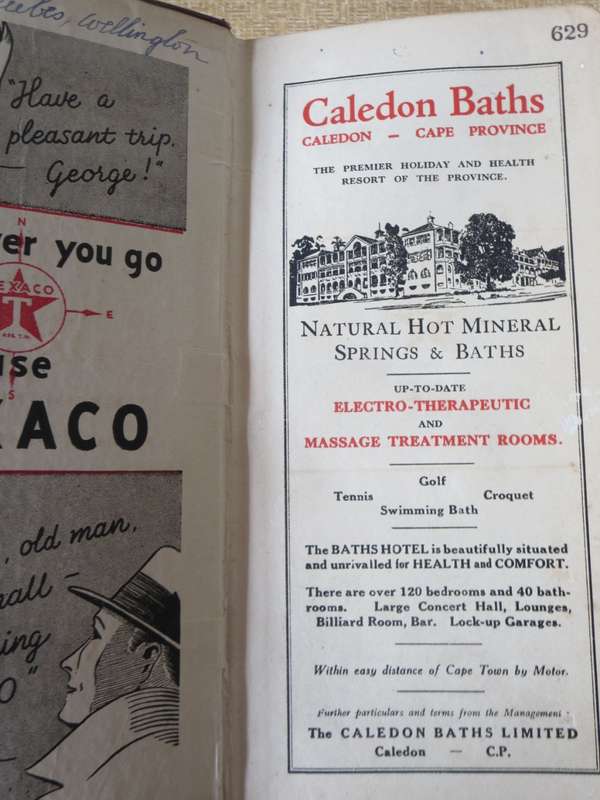 Wellington
"Have a
pleasant trip,
— George!"
N
you go
TEXACO
T
E
S
use
old man,
629
Caledon Baths
CALEDON — CAPE PROVINCE
THE PREMIER HOLIDAY AND HEALTH
RESORT OF THE PROVINCE.
NATURAL HOT MINERAL
SPRINGS & BATHS
UP-TO-DATE
ELECTRO-THERAPEUTIC
AND
MASSAGE TREATMENT ROOMS.
Golf
Tennis Croquet
Swimming Bath
The BATHS HOTEL is beautifully situated
and unrivalled for HEALTH and COMFORT.
There are over 120 bedrooms and 40 bath-
rooms. Large Concert Hall, Lounges,
Billiard Room, Bar. Lock-up Garages.
Within easy distance of Cape Town by Motor.
Further particulars and terms from the Management:
The CALEDON BATHS LIMITED
Caledon — C.P.